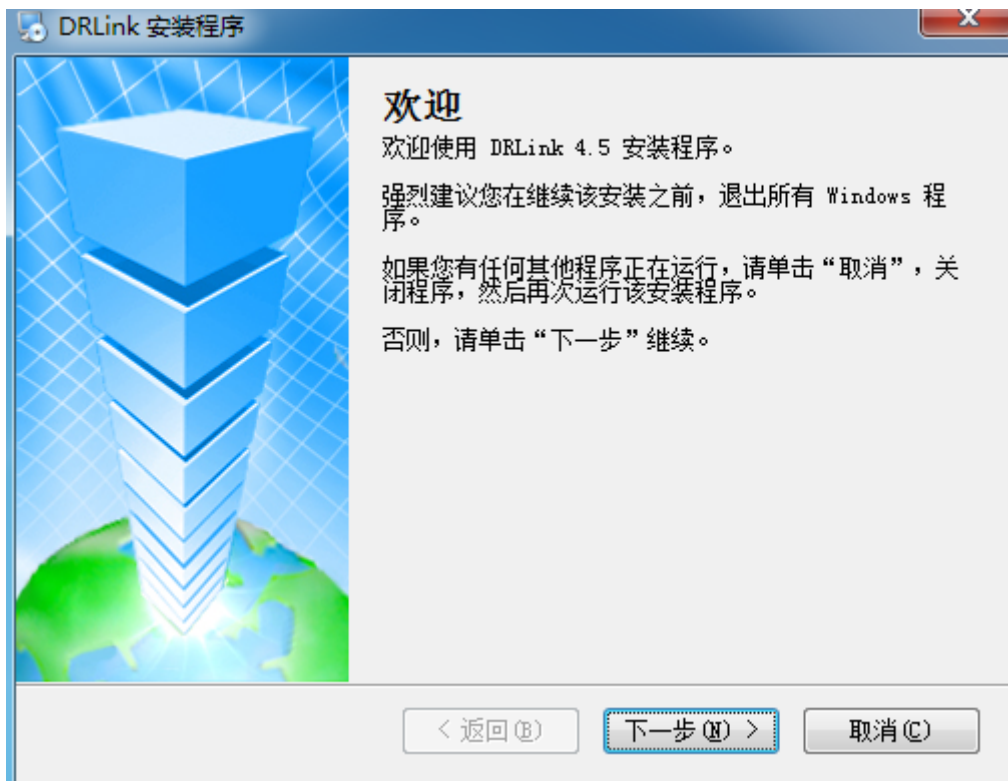 DRLink 安装程序
欢迎
欢迎使用 DRLink 4.5 安装程序。
强烈建议您在继续该安装之前，退出所有 Windows 程
序。
如果您有任何其他程序正在运行，请单击“取消”，关
闭程序，然后再次运行该安装程序。
否则，请单击“下一步”继续。
< 返回(B)
下一步(N) >
取消(C)